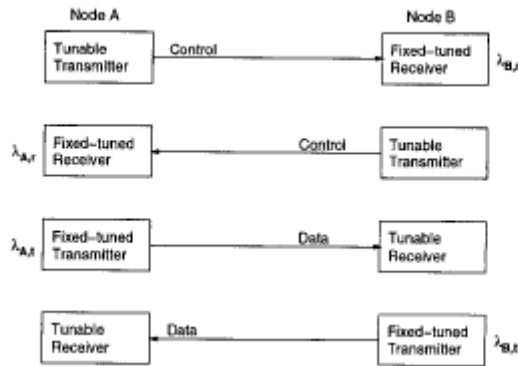 Node A
Node B
Tunable
Transmitter
Control
Fixed-tuned
Receiver
λB,r
λA,r
Fixed-tuned
Receiver
Control
Tunable
Transmitter
λA,t
Fixed-tuned
Transmitter
Data
Tunable
Receiver
Tunable
Receiver
Data
Fixed-tuned
Transmitter
λB,t